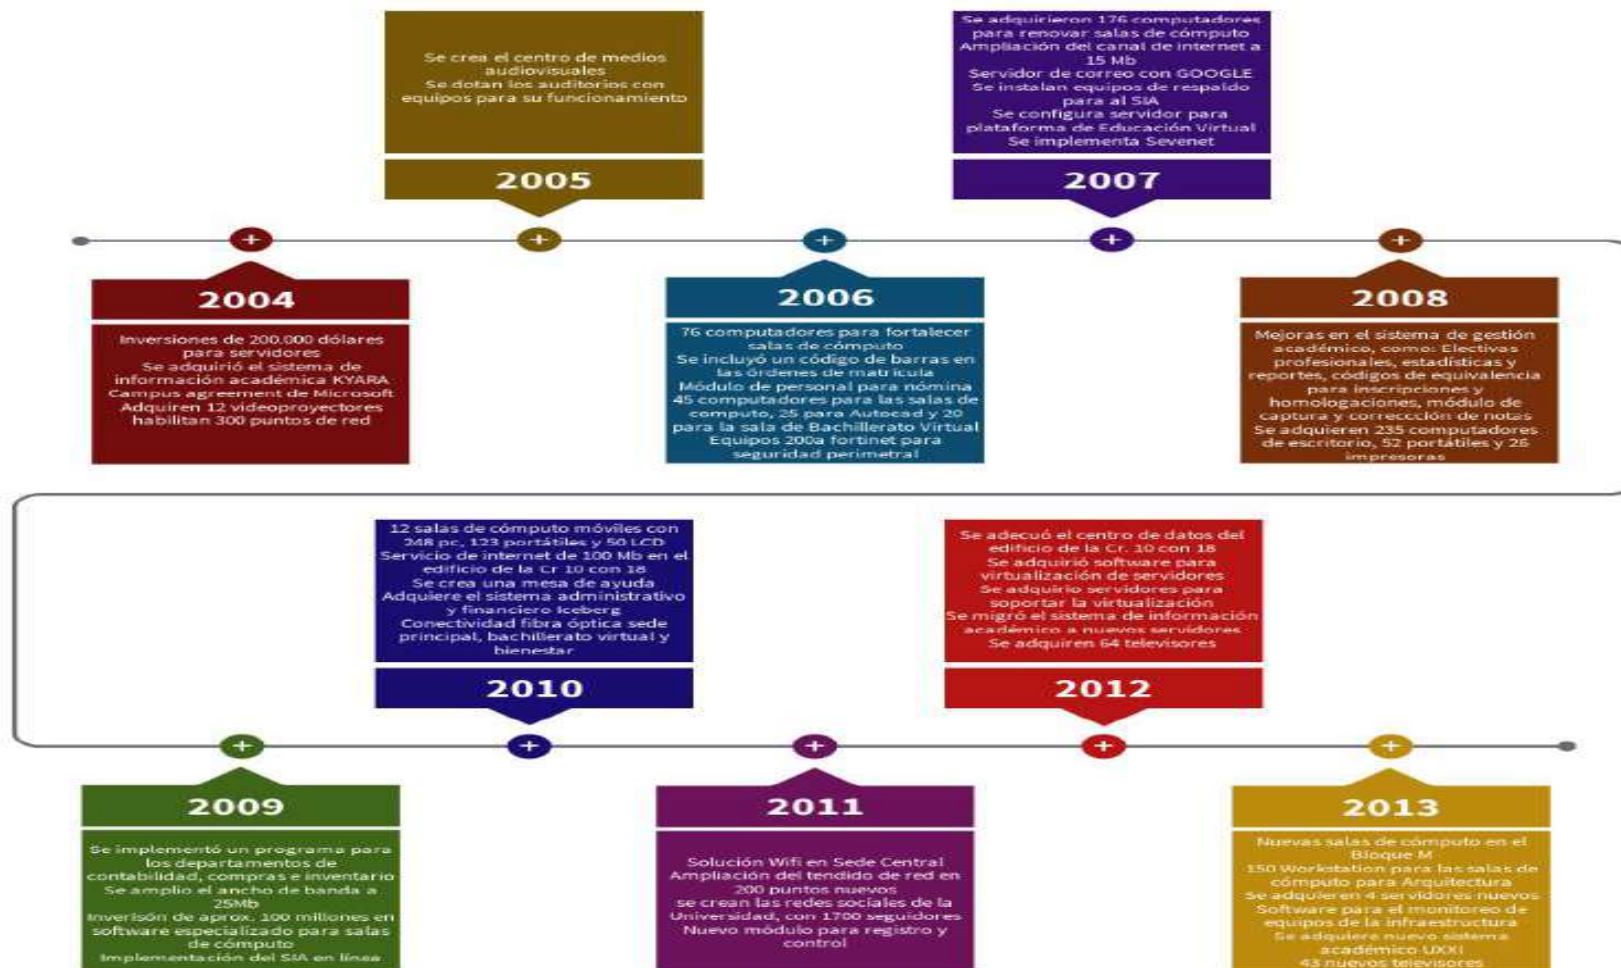 2004
Inversiones de 200.000 dólares
para servidores
Se adquirió el sistema de
información académica KYARA
Campus agreement de Microsoft
Adquiren 12 videoproyectores
habilitan 300 puntos de red
Se crea el centro de medios
audiovisuales
Se dotan los auditorios con
equipos para su funcionamiento
2005
2006
76 computadores para fortalecer
salas de cómputo
Se incluyó un código de barras en
las órdenes de matrícula
Módulo de personal para nómina
45 computadores para las salas de
computo, 25 para Autocad y 20
para la sala de Bachillerato Virtual
Equipos 200a fortinet para
seguridad perimetral
Se adquirieron 176 computadores
para renovar salas de cómputo
Ampliación del canal de internet a
15 Mb
Servidor de correo con GOOGLE
Se instalan equipos de respaldo
para al SIA
Se configura servidor para
plataforma de Educación Virtual
Se implementa Sevenet
2007
2008
Mejoras en el sistema de gestión
académico, como: Electivas
profesionales, estadísticas y
reportes, códigos de equivalencia
para inscripciones y
homologaciones, módulo de
captura y correccción de notas
Se adquieren 235 computadores
de escritorio, 52 portátiles y 26
impresoras
2009
Se implementó un programa para
los departamentos de
contabilidad, compras e inventario
Se amplio el ancho de banda a
25Mb
Inverisón de aprox. 100 millones en
software especializado para salas
de cómputo
Implementación del SIA en línea
12 salas de cómputo móviles con
248 pc, 123 portátiles y 50 LCD
Servicio de internet de 100 Mb en el
edificio de la Cr 10 con 18
Se crea una mesa de ayuda
Adquiere el sistema administrativo
y financiero Iceberg
Conectividad fibra óptica sede
principal, bachillerato virtual y
bienestar
2010
2011
Solución Wifi en Sede Central
Ampliación del tendido de red en
200 puntos nuevos
se crean las redes sociales de la
Universidad, con 1700 seguidores
Nuevo módulo para registro y
control
Se adecuó el centro de datos del
edificio de la Cr. 10 con 18
Se adquirió software para
virtualización de servidores
Se adquirio servidores para
soportar la virtualización
Se migró el sistema de información
académico a nuevos servidores
Se adquiren 64 televisores
2012
2013
Nuevas salas de cómputo en el
Bloque M
150 Workstation para las salas de
cómputo para Arquitectura
Se adquieren 4 servidores nuevos
Software para el monitoreo de
equipos de la infraestructura
Se adquiere nuevo sistema
académico UXXI
43 nuevos televisores